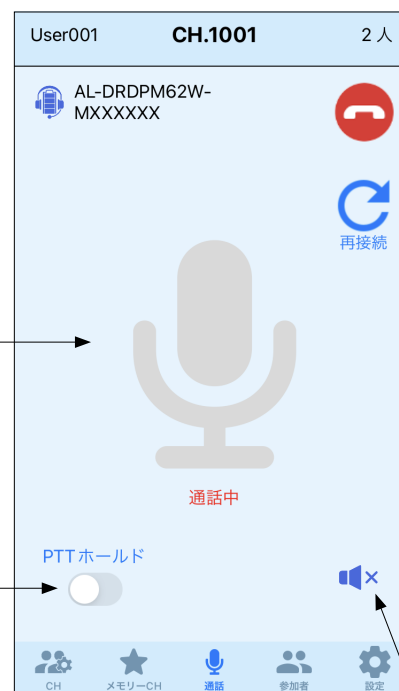 User001 CH.1001 2人
AL-DRDPM62W-
MXXXXXX
再接続
通話中
PTTホールド
CH メモリーCH 通話 参加者 設定